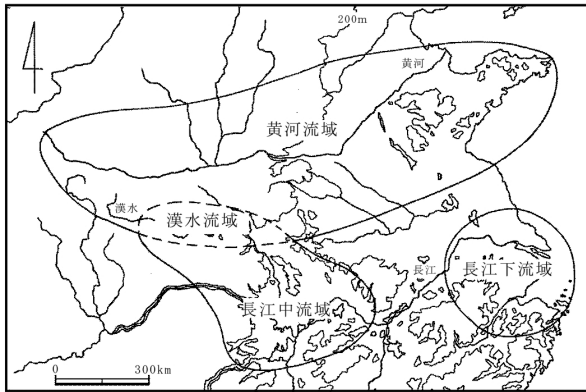 200m
黄河
黄河流域
漢水
漢水流域
長江
長江下流域
長江中流域
0 300km